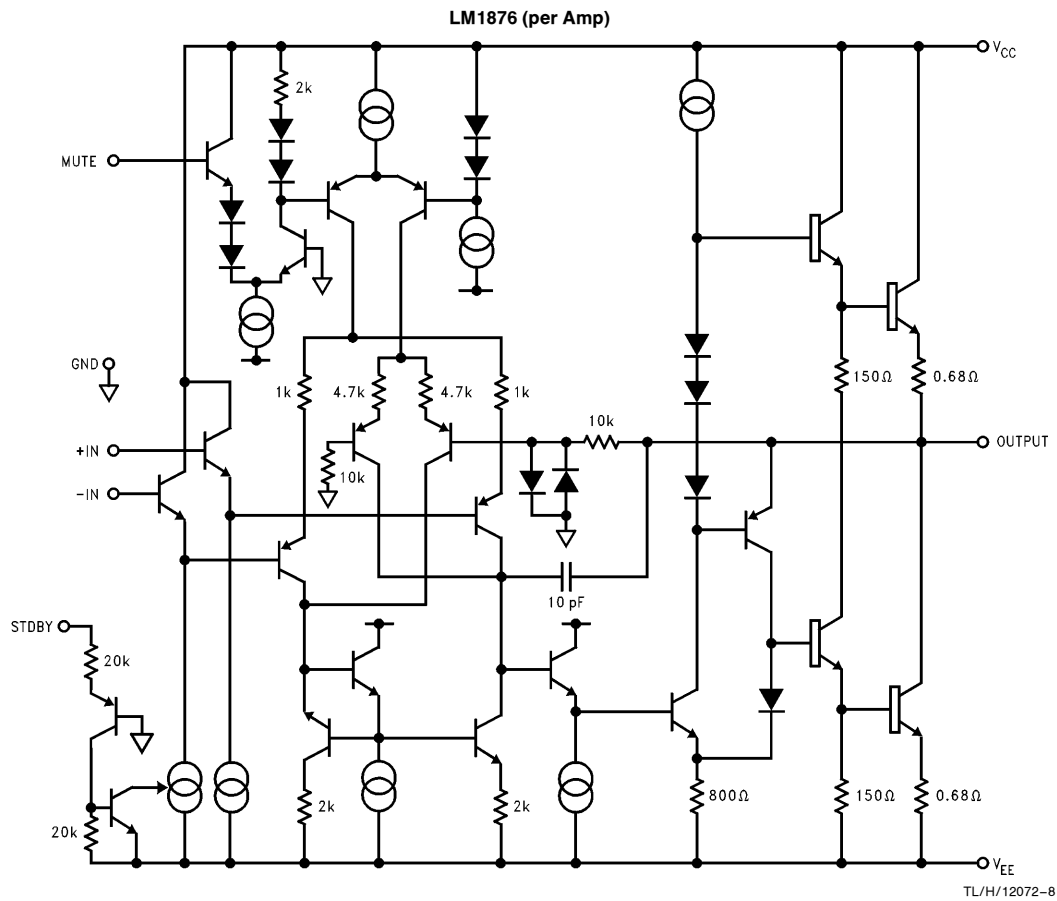 LM1876 (per Amp)
VCC
2k
MUTE
GND
1k
4.7k
4.7k
1k
150Ω
0.68Ω
10k
OUTPUT
+IN
10k
-IN
10 pF
STDBY
20k
2k
2k
800Ω
150Ω
0.68Ω
20k
VEE
TL/H/12072-8